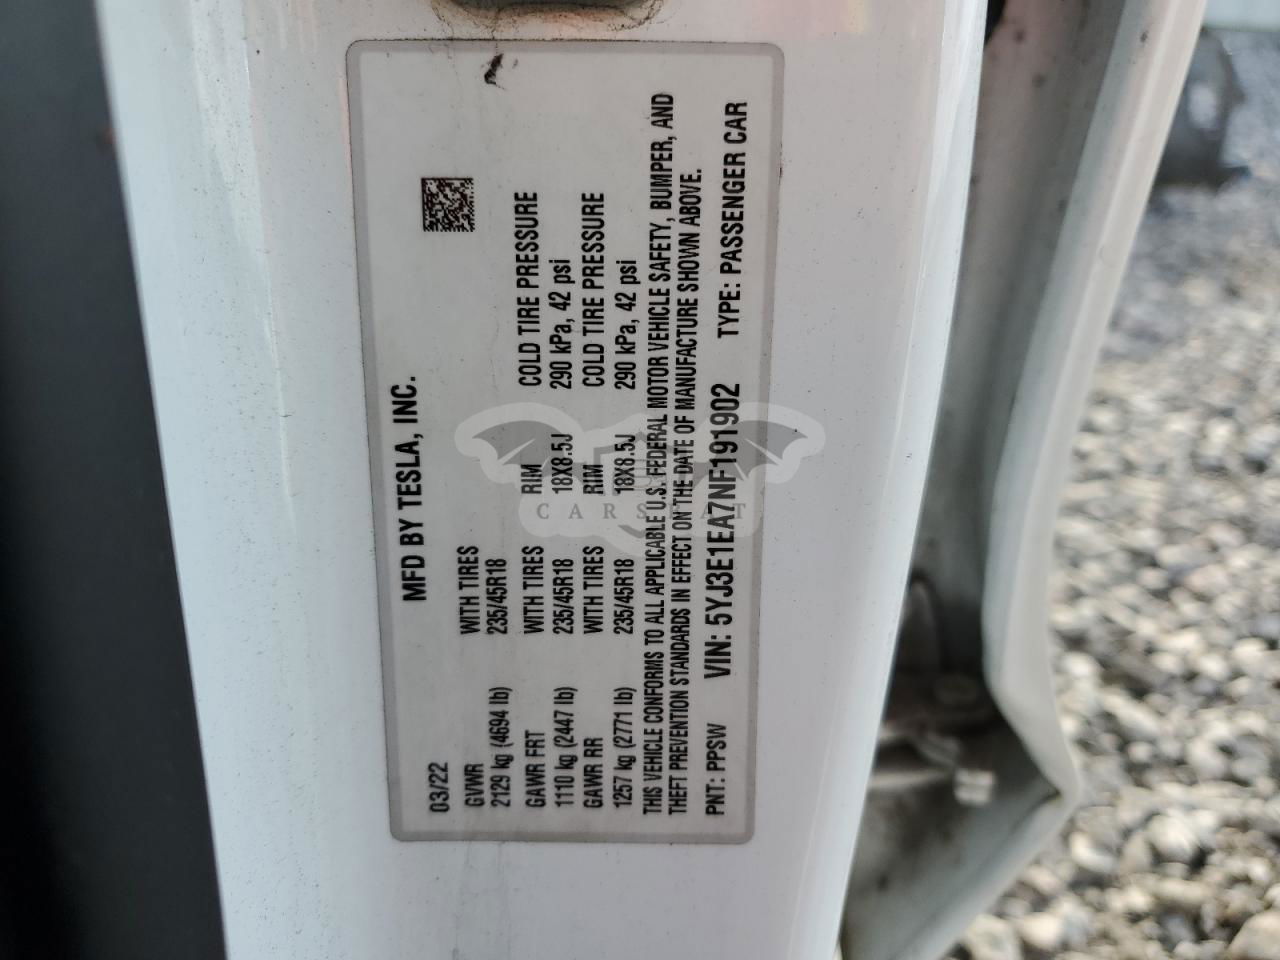 MFD BY TESLA, INC.
03/22
GVWR WITH TIRES
2129 kg (4694 lb) 235/45R18
GAWR FRT WITH TIRES RIM COLD TIRE PRESSURE
1110 kg (2447 lb) 235/45R18 18X8.5J 290 kPa, 42 psi
GAWR RR WITH TIRES RIM COLD TIRE PRESSURE
1257 kg (2771 lb) 235/45R18 18X8.5J 290 kPa, 42 psi
THIS VEHICLE CONFORMS TO ALL APPLICABLE U.S. FEDERAL MOTOR VEHICLE SAFETY, BUMPER, AND
THEFT PREVENTION STANDARDS IN EFFECT ON THE DATE OF MANUFACTURE SHOWN ABOVE.
PNT: PPSW VIN: 5YJ3E1EA7NF191902 TYPE: PASSENGER CAR